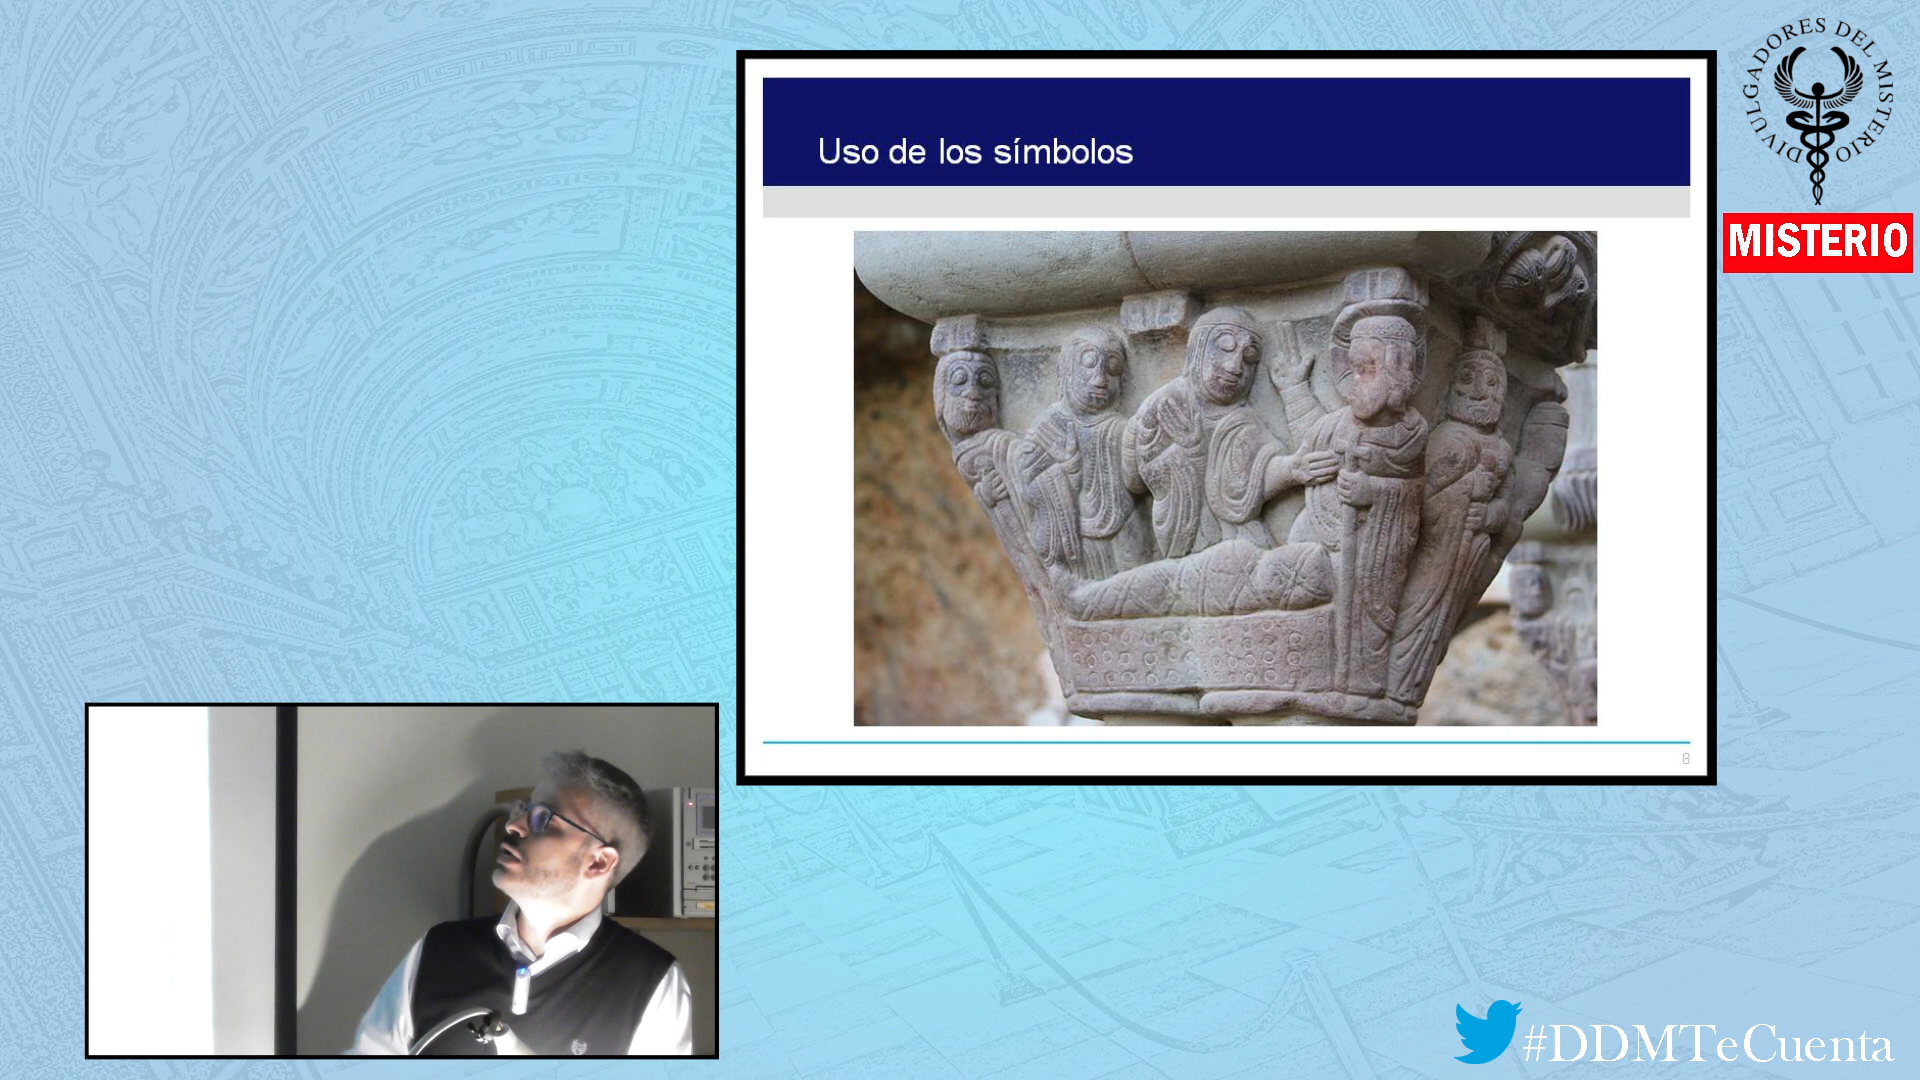 Uso de los símbolos
DIVULGADORES DEL MISTERIO
MISTERIO
8
#DDMTeCuenta